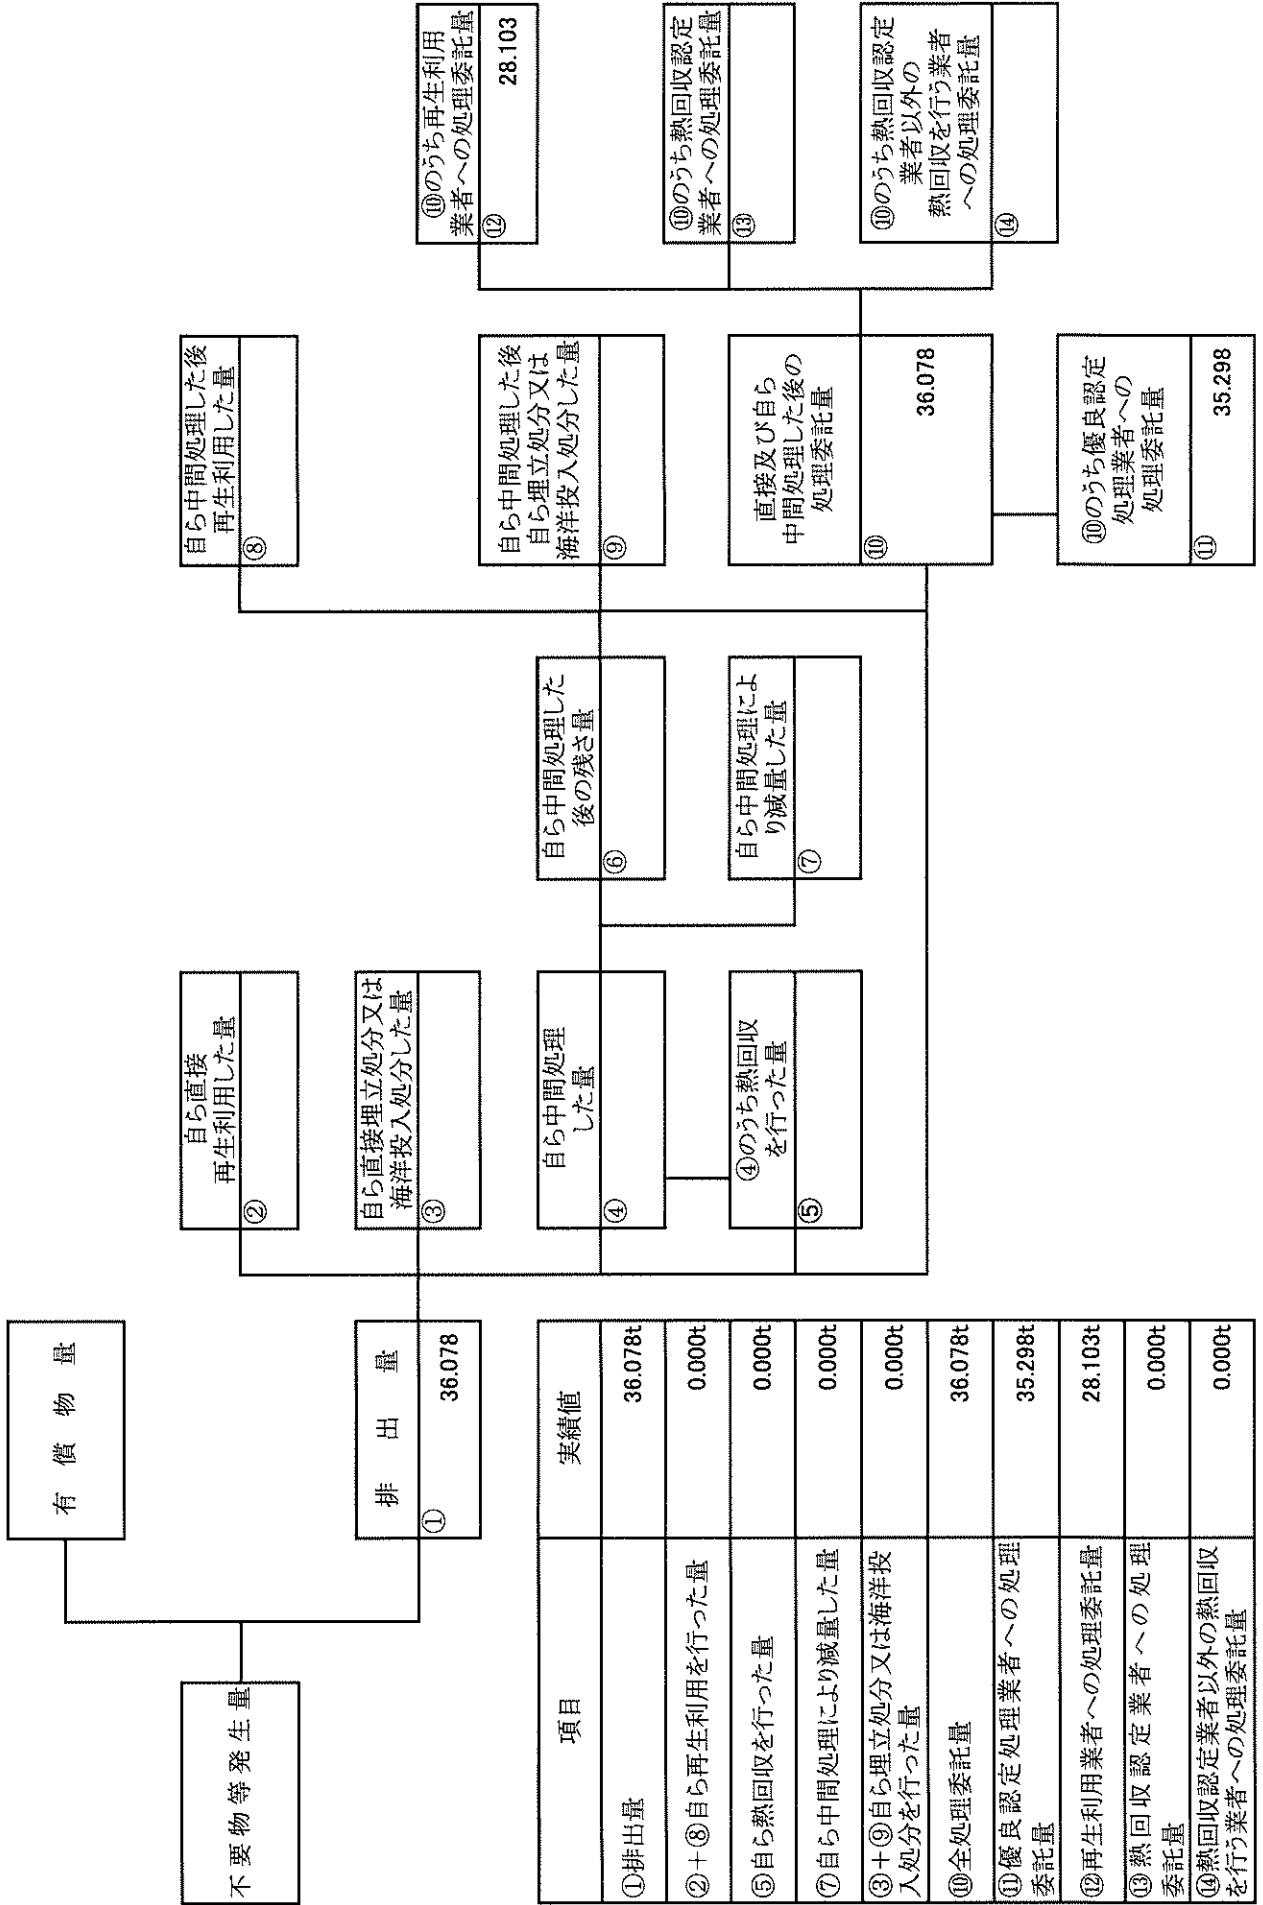 不要物等発生量
有償物量
排出量
①
36.078
自ら直接
再生利用した量
②
自ら直接埋立処分又は
海洋投入処分した量
③
自ら中間処理
した量
④
④のうち熱回収
を行った量
⑤
自ら中間処理した
後の残さ量
⑥
自ら中間処理によ
り減量した量
⑦
自ら中間処理した後
再生利用した量
⑧
自ら中間処理した後
自ら埋立処分又は
海洋投入処分した量
⑨
直接及び自ら
中間処理した後の
処理委託量
⑩
36.078
⑩のうち優良認定
処理業者への
処理委託量
⑪
35.298
⑩のうち再生利用
業者への処理委託量
⑫
28.103
⑩のうち熱回収認定
業者への処理委託量
⑬
⑩のうち熱回収認定
業者以外の
熱回収を行う業者
への処理委託量
⑭
項目 実績値
①排出量 36.078t
②+⑧自ら再生利用を行った量 0.000t
⑤自ら熱回収を行った量 0.000t
⑦自ら中間処理により減量した量 0.000t
③+⑨自ら埋立処分又は海洋投
入処分を行った量 0.000t
⑩全処理委託量 36.078t
⑪優良認定処理業者への処理
委託量 35.298t
⑫再生利用業者への処理委託量 28.103t
⑬熱回収認定業者への処理
委託量 0.000t
⑭熱回収認定業者以外の熱回収
を行う業者への処理委託量 0.000t